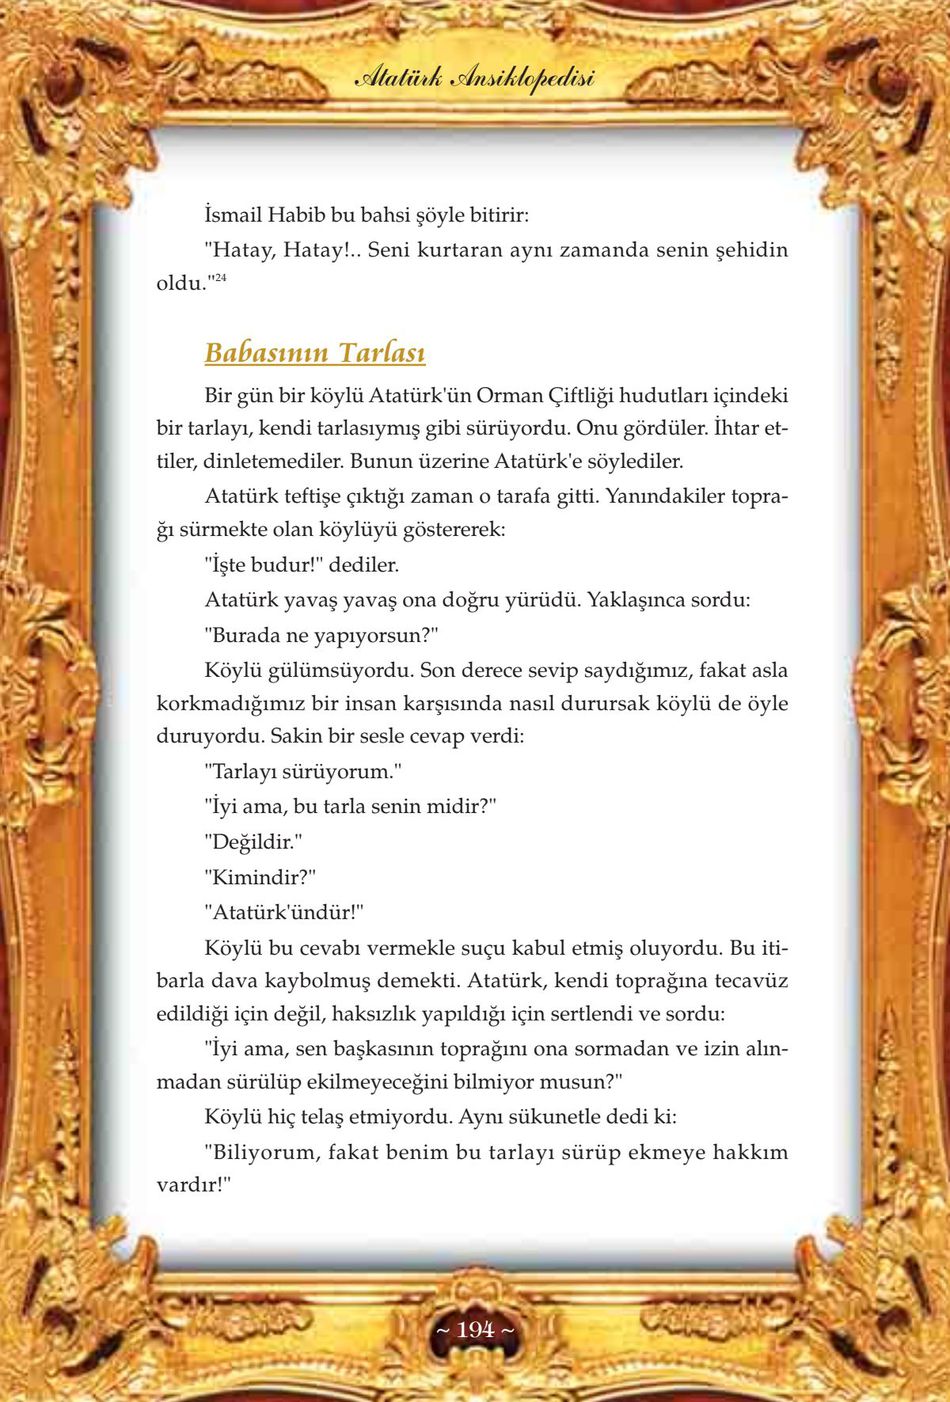 Atatürk Ansiklopedisi
İsmail Habib bu bahsi şöyle bitirir:
"Hatay, Hatay!.. Seni kurtaran aynı zamanda senin şehidin
oldu."24
Babasının Tarlası
Bir gün bir köylü Atatürk'ün Orman Çiftliği hudutları içindeki
bir tarlayı, kendi tarlasıymış gibi sürüyordu. Onu gördüler. İhtar et-
tiler, dinletemediler. Bunun üzerine Atatürk'e söylediler.
Atatürk teftişe çıktığı zaman o tarafa gitti. Yanındakiler topra-
ğı sürmekte olan köylüyü göstererek:
"İşte budur!" dediler.
Atatürk yavaş yavaş ona doğru yürüdü. Yaklaşınca sordu:
"Burada ne yapıyorsun?"
Köylü gülümsüyordu. Son derece sevip saydığımız, fakat asla
korkmadığımız bir insan karşısında nasıl durursak köylü de öyle
duruyordu. Sakin bir sesle cevap verdi:
"Tarlayı sürüyorum."
"İyi ama, bu tarla senin midir?"
"Değildir."
"Kimindir?"
"Atatürk'ündür!"
Köylü bu cevabı vermekle suçu kabul etmiş oluyordu. Bu iti-
barla dava kaybolmuş demekti. Atatürk, kendi toprağına tecavüz
edildiği için değil, haksızlık yapıldığı için sertlendi ve sordu:
"İyi ama, sen başkasının toprağını ona sormadan ve izin alın-
madan sürülüp ekilmeyeceğini bilmiyor musun?"
Köylü hiç telaş etmiyordu. Aynı sükunetle dedi ki:
"Biliyorum, fakat benim bu tarlayı sürüp ekmeye hakkım
vardır!"
~ 194 ~